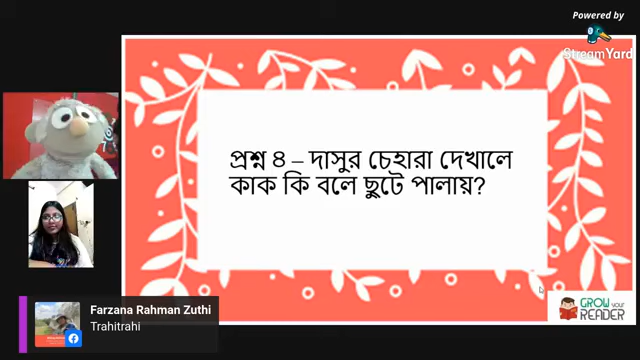 Powered by
StreamYard
প্রশ্ন ৪ – দাসুর চেহারা দেখালে
কাক কি বলে ছুটে পালায়?
GROW YOUR
READER
Farzana Rahman Zuthi
Trahitrahi